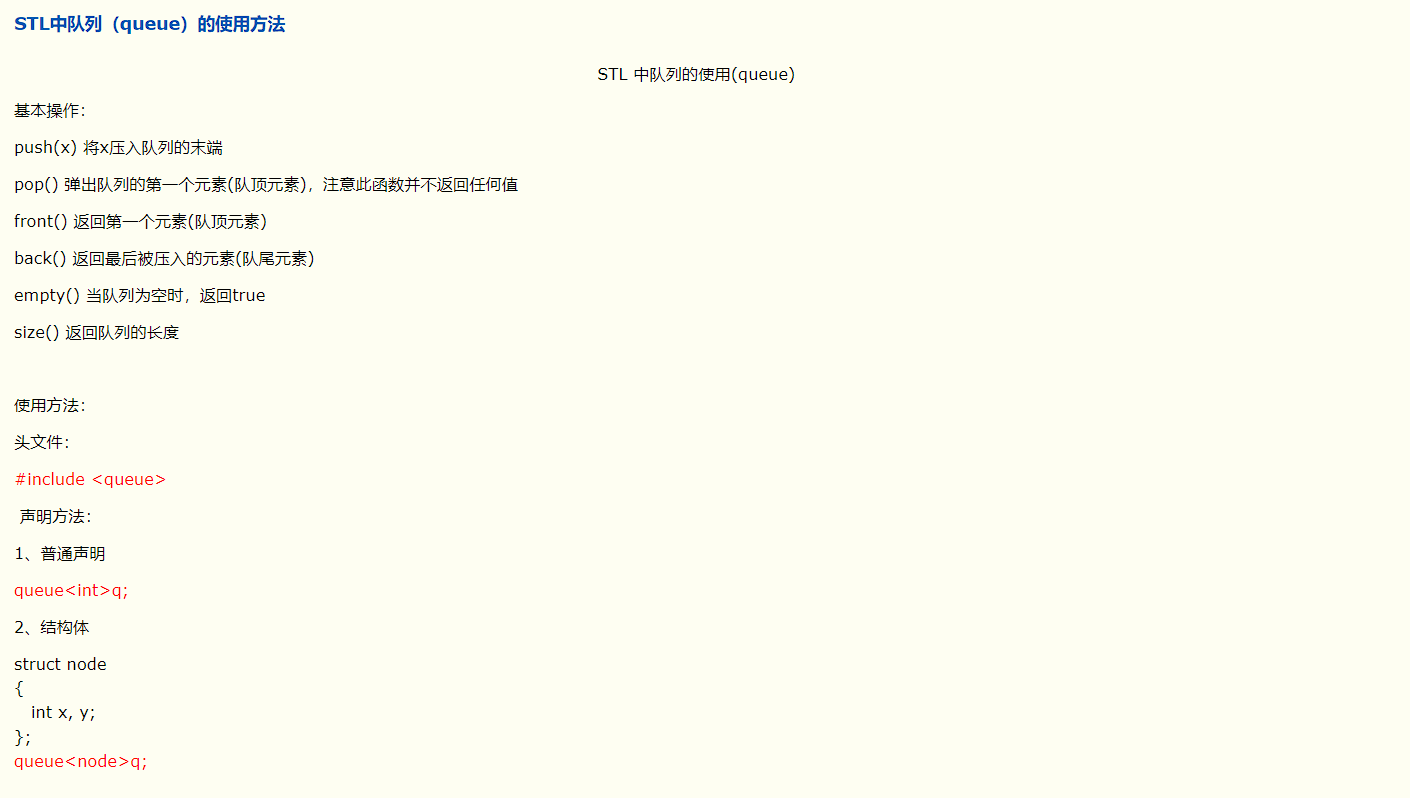 STL中队列（queue）的使用方法
STL 中队列的使用(queue)
基本操作：
push(x) 将x压入队列的末端
pop() 弹出队列的第一个元素(队顶元素)，注意此函数并不返回任何值
front() 返回第一个元素(队顶元素)
back() 返回最后被压入的元素(队尾元素)
empty() 当队列为空时，返回true
size() 返回队列的长度
使用方法：
头文件：
#include <queue>
声明方法：
1、普通声明
queue<int>q;
2、结构体
struct node
{
int x, y;
};
queue<node>q;